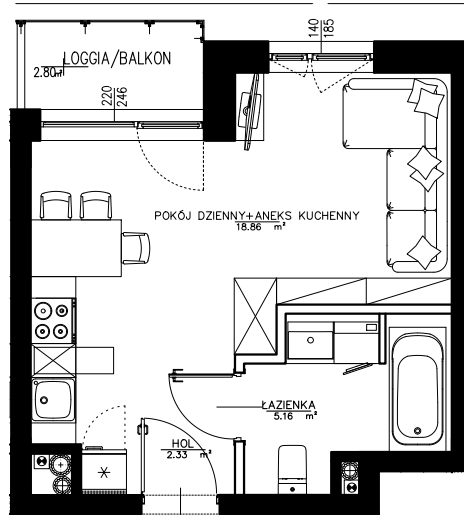 140
185
LOGGIA/BALKON
2.80 m²
220
246
POKÓJ DZIENNY+ANEKS KUCHENNY
18.86 m²
ŁAZIENKA
5.16 m²
HOL
2.33 m²